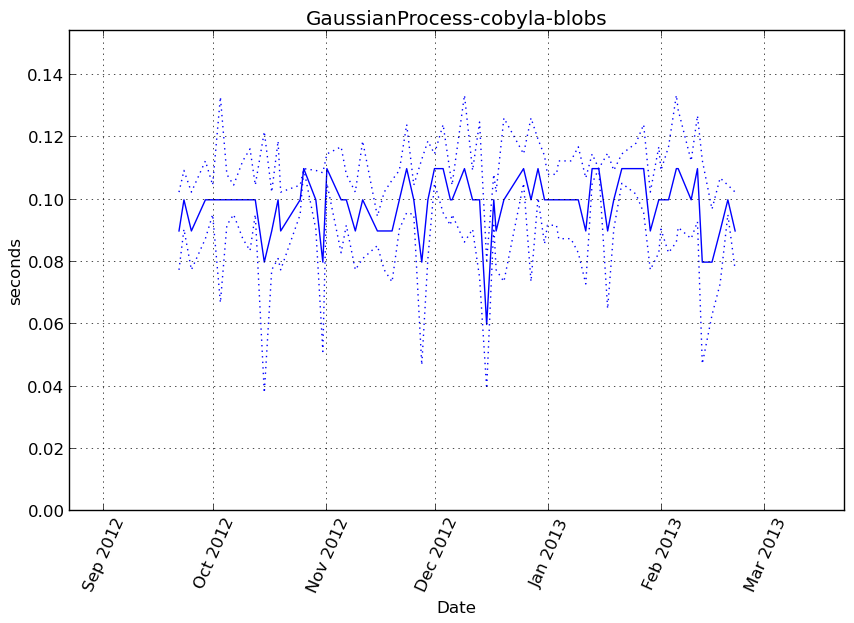 GaussianProcess-cobyla-blobs
0.14
0.12
0.10
0.08
0.06
0.04
0.02
0.00
seconds
Sep 2012
Oct 2012
Nov 2012
Dec 2012
Jan 2013
Feb 2013
Mar 2013
Date